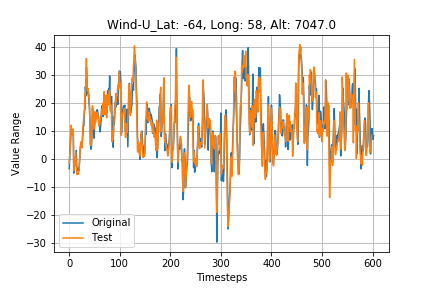 Wind-U_Lat: -64, Long: 58, Alt: 7047.0
Value Range
40
30
20
10
0
−10
−20
−30
Original
Test
0 100 200 300 400 500 600
Timesteps